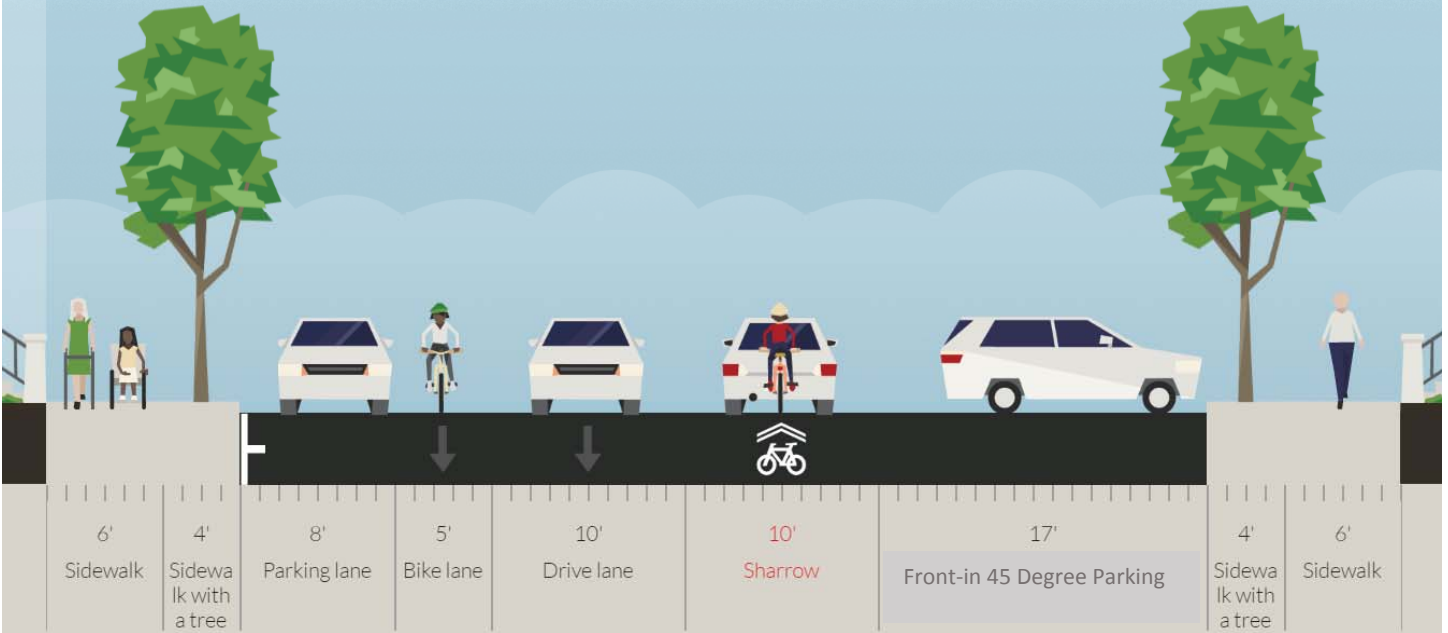 6'
Sidewalk
4'
Sidewa
lk with
a tree
8'
Parking lane
5'
Bike lane
10'
Drive lane
10'
Sharrow
17'
Front-in 45 Degree Parking
4'
Sidewa
lk with
a tree
6'
Sidewalk